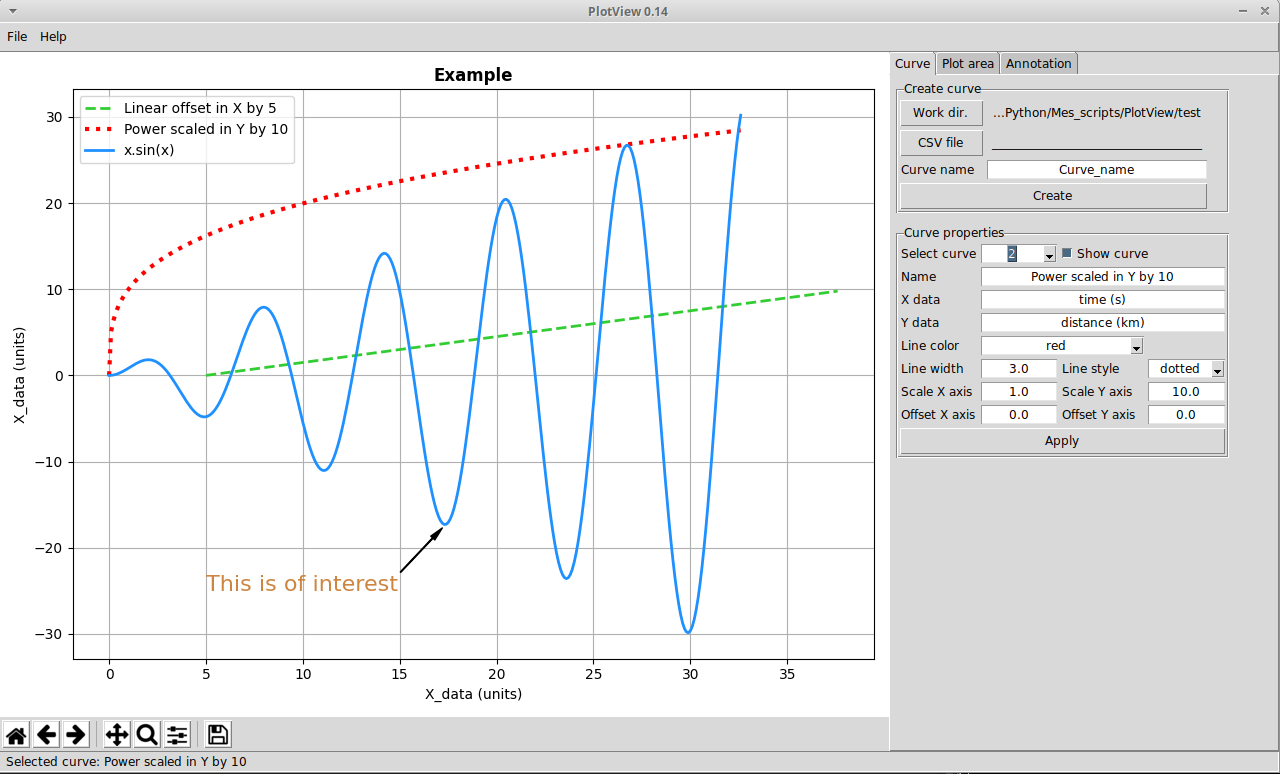 PlotView 0.14
File Help
Example
Linear offset in X by 5
Power scaled in Y by 10
x.sin(x)
30
20
10
0
−10
−20
−30
X_data (units)
This is of interest
0 5 10 15 20 25 30 35
X_data (units)
Curve Plot area Annotation
Create curve
Work dir. ...Python/Mes_scripts/PlotView/test
CSV file
Curve name Curve_name
Create
Curve properties
Select curve 2 Show curve
Name Power scaled in Y by 10
X data time (s)
Y data distance (km)
Line color red
Line width 3.0 Line style dotted
Scale X axis 1.0 Scale Y axis 10.0
Offset X axis 0.0 Offset Y axis 0.0
Apply
Selected curve: Power scaled in Y by 10